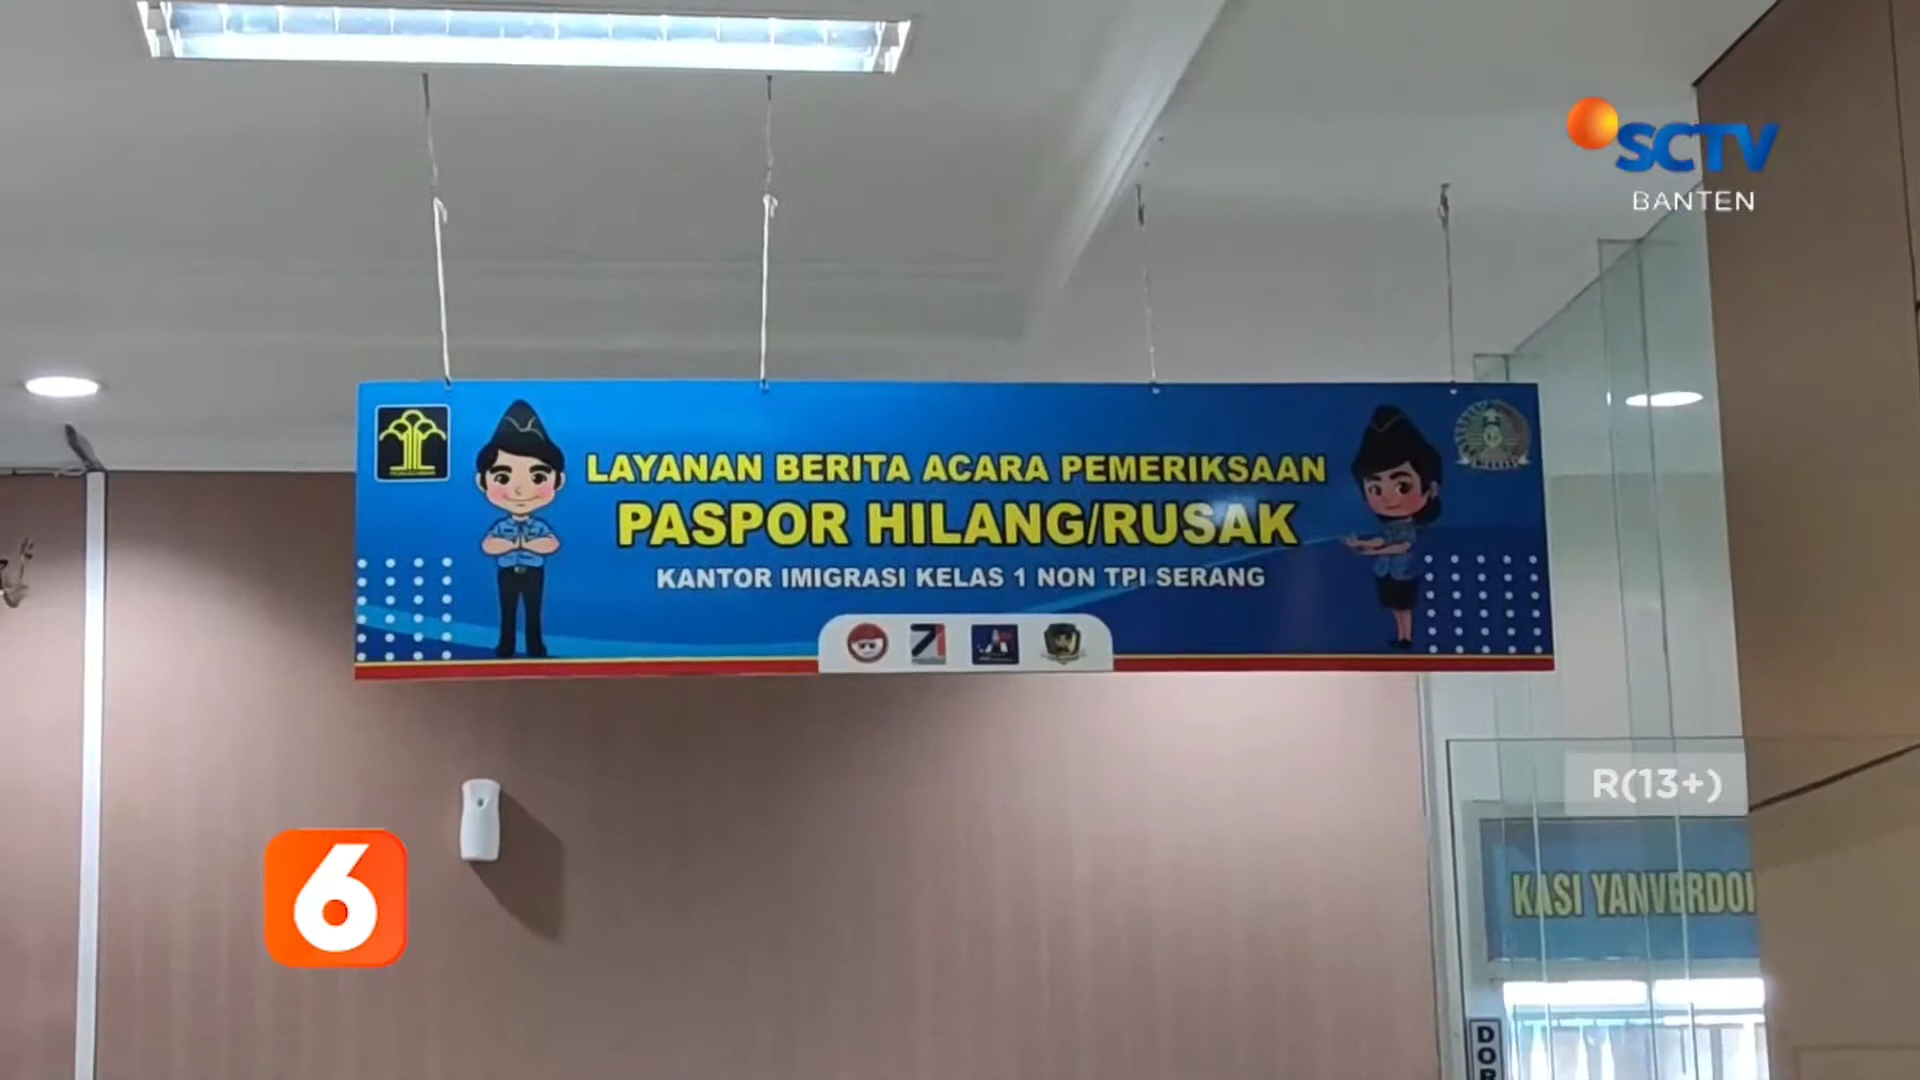 SCTV
BANTEN
LAYANAN BERITA ACARA PEMERIKSAAN
PASPOR HILANG/RUSAK
KANTOR IMIGRASI KELAS 1 NON TPI SERANG
R(13+)
6
KASI YANVERDOK